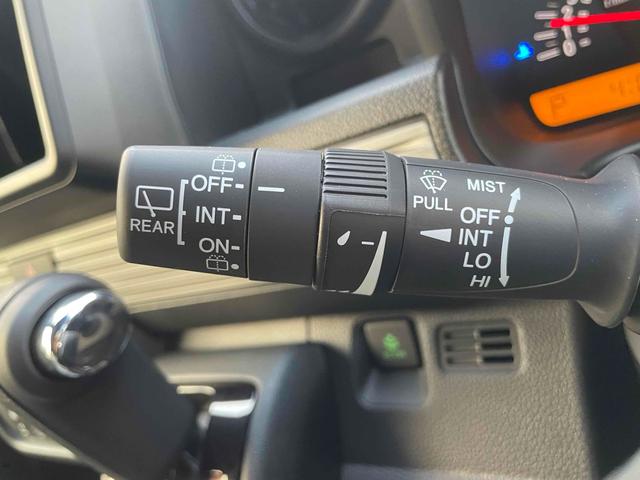 OFF
INT
ON
REAR
PULL
MIST
OFF
INT
LO
HI
P